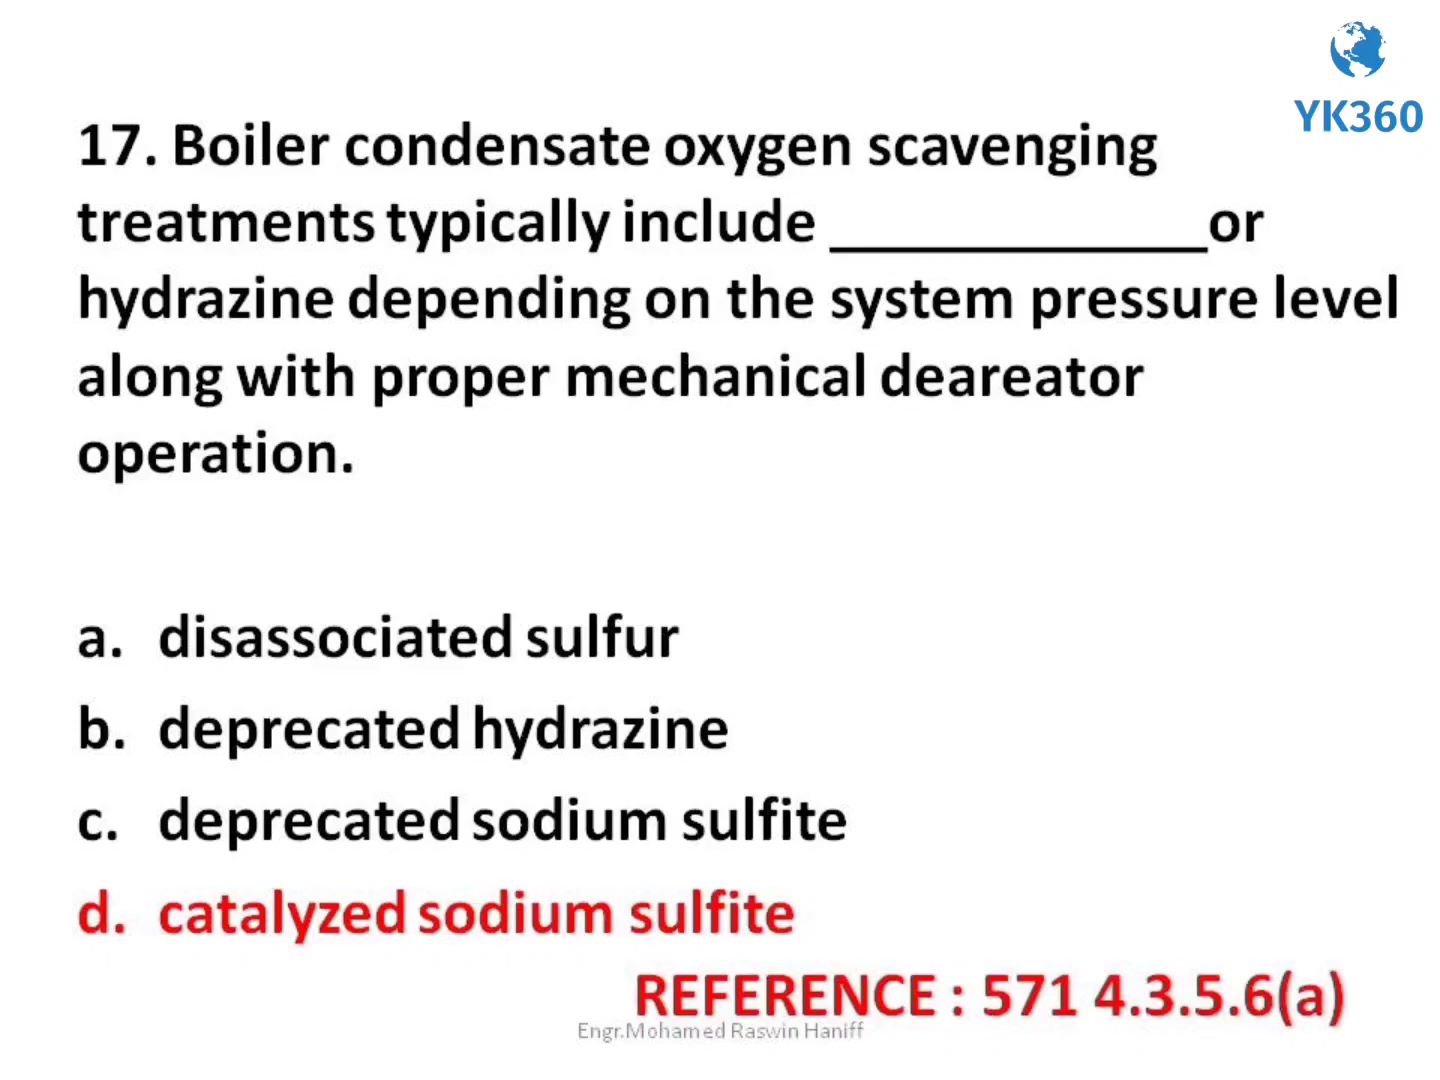 YK360
17. Boiler condensate oxygen scavenging
treatments typically include ____________or
hydrazine depending on the system pressure level
along with proper mechanical deareator
operation.
a. disassociated sulfur
b. deprecated hydrazine
c. deprecated sodium sulfite
d. catalyzed sodium sulfite
REFERENCE : 571 4.3.5.6(a)
Engr.Mohamed Raswin Haniff